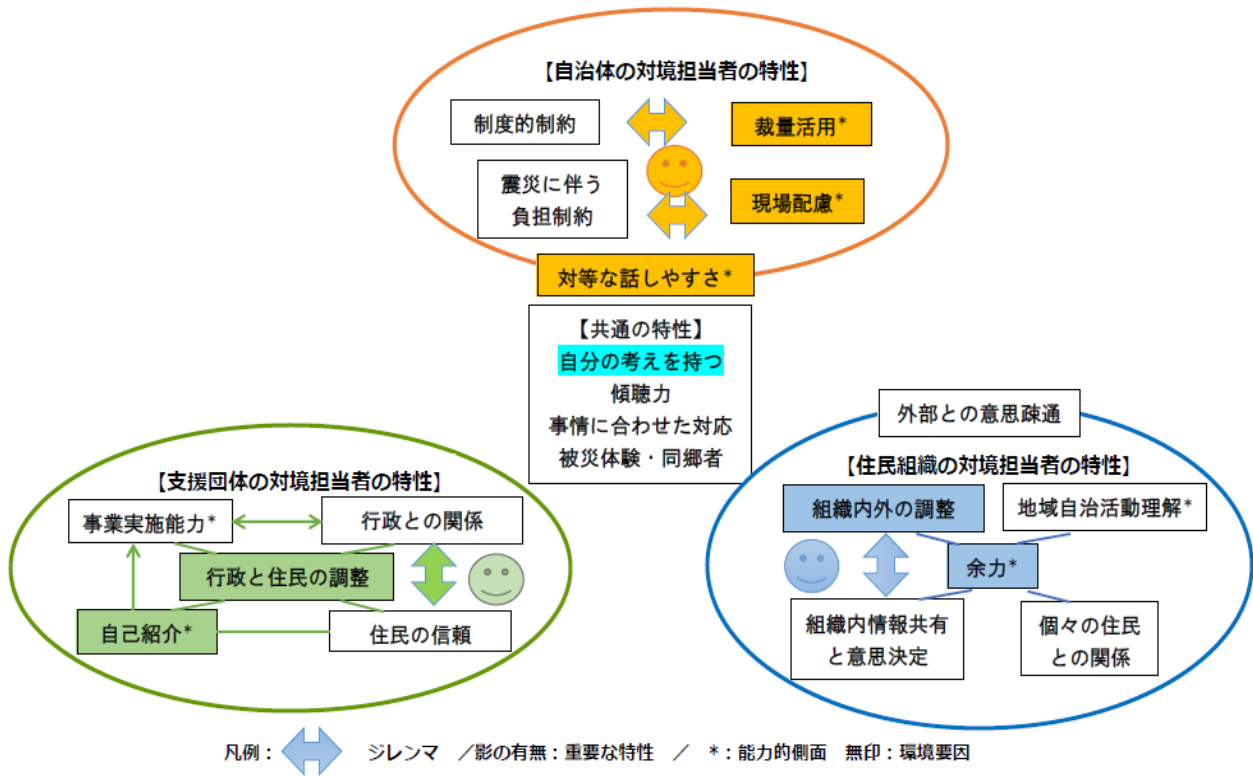 【自治体の対境担当者の特性】
制度的制約
裁量活用*
震災に伴う
負担制約
現場配慮*
対等な話しやすさ*
【共通の特性】
自分の考えを持つ
傾聴力
事情に合わせた対応
被災体験・同郷者
【支援団体の対境担当者の特性】
事業実施能力*
行政との関係
行政と住民の調整
自己紹介*
住民の信頼
外部との意思疎通
【住民組織の対境担当者の特性】
組織内外の調整
地域自治活動理解*
余力*
組織内情報共有
と意思決定
個々の住民
との関係
凡例： ジレンマ ／影の有無：重要な特性 ／ *：能力的側面 無印：環境要因